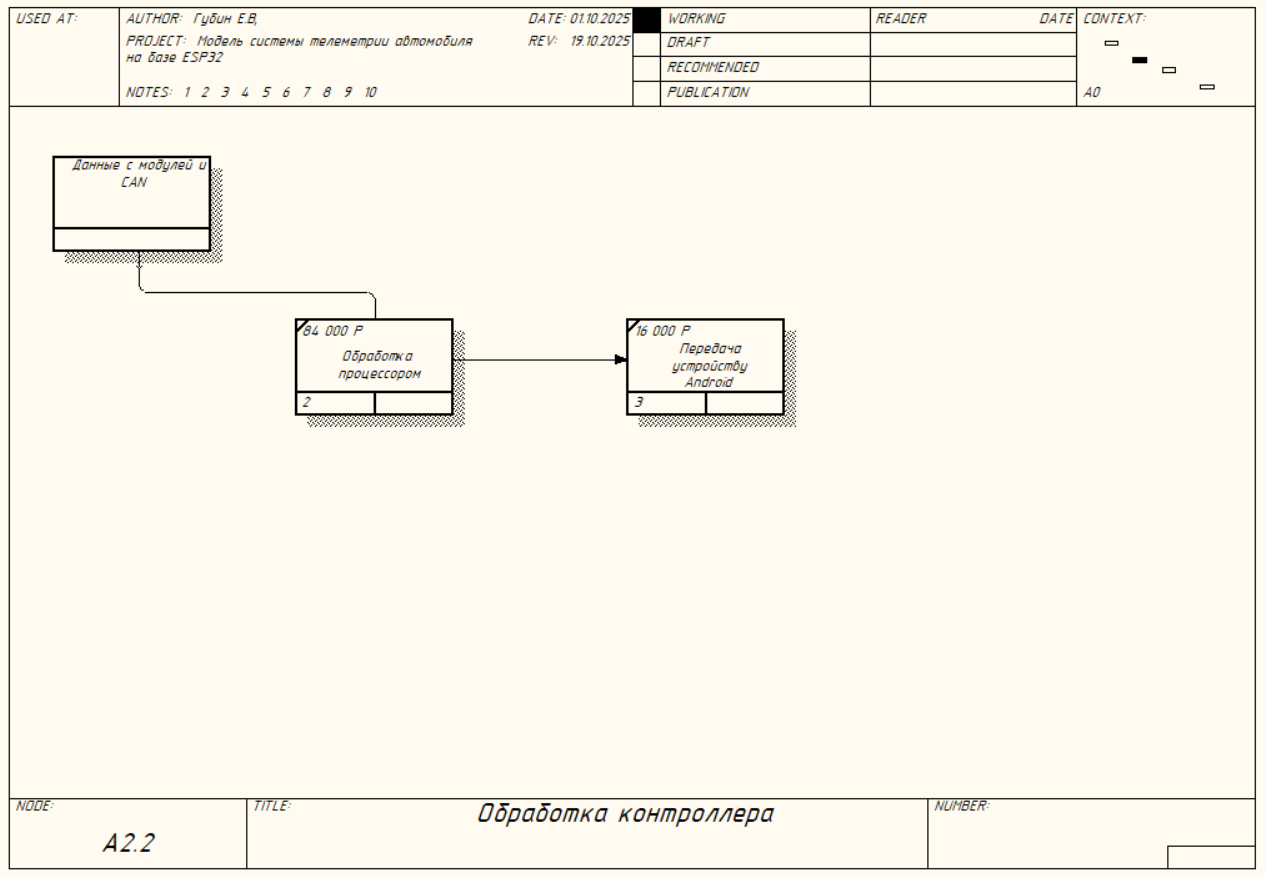 USED AT:
AUTHOR: Губин Е.В,
DATE: 01.10.2025
PROJECT: Модель системы телеметрии автомобиля
на базе ESP32
REV: 19.10.2025
NOTES: 1 2 3 4 5 6 7 8 9 10
WORKING
DRAFT
RECOMMENDED
PUBLICATION
READER DATE
CONTEXT:
A0
Данные с модулей и
CAN
84 000 Р
Обработка
процессором
2
16 000 Р
Передача
устройству
Android
3
NODE:
A2.2
TITLE:
Обработка контроллера
NUMBER: